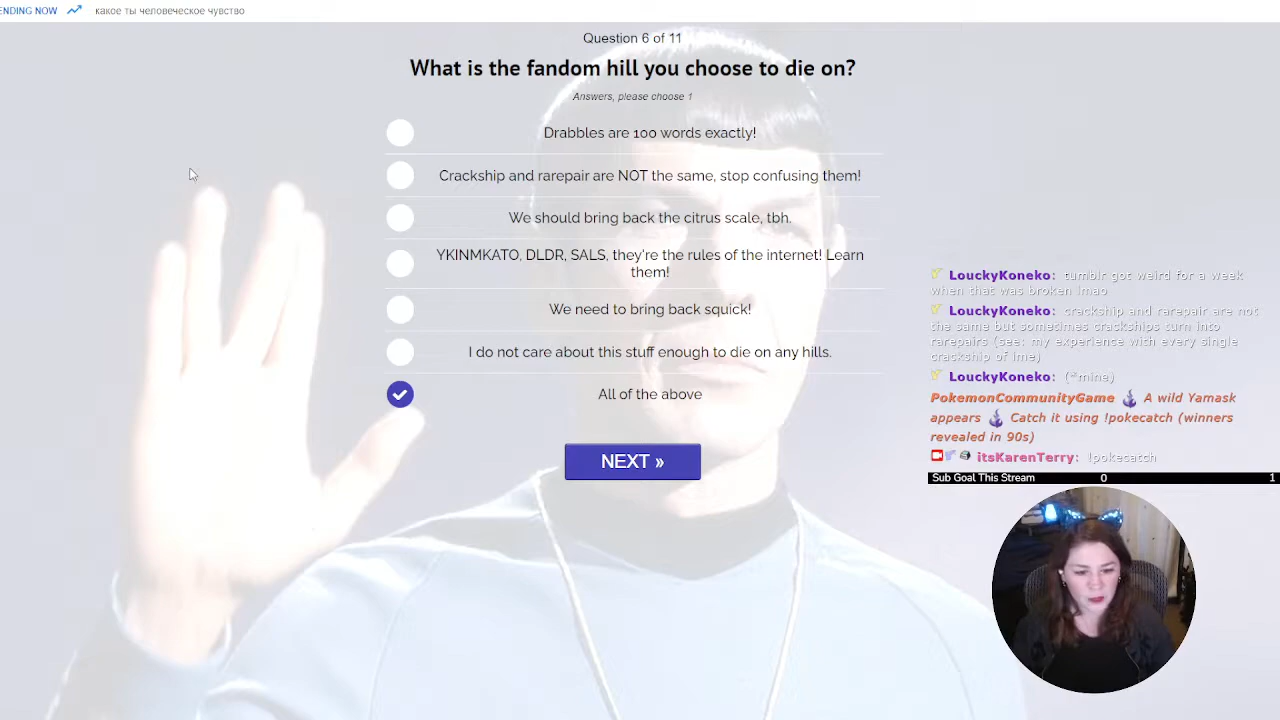 ENDING NOW
какое ты человеческое чувство
Question 6 of 11
What is the fandom hill you choose to die on?
Answers, please choose 1
Drabbles are 100 words exactly!
Crackship and rarepair are NOT the same, stop confusing them!
We should bring back the citrus scale, tbh.
YKINMKATO, DLDR, SALS, they're the rules of the internet! Learn
them!
We need to bring back squick!
I do not care about this stuff enough to die on any hills.
All of the above
NEXT »
LouckyKoneko: tumblr got weird for a week
when that was broken lmao
LouckyKoneko: crackship and rarepair are not
the same but sometimes crackships turn into
rarepairs (see: my experience with every single
crackship of ime)
LouckyKoneko: (*mine)
PokemonCommunityGame A wild Yamask
appears Catch it using !pokecatch (winners
revealed in 90s)
itsKarenTerry: !pokecatch
Sub Goal This Stream 0 1